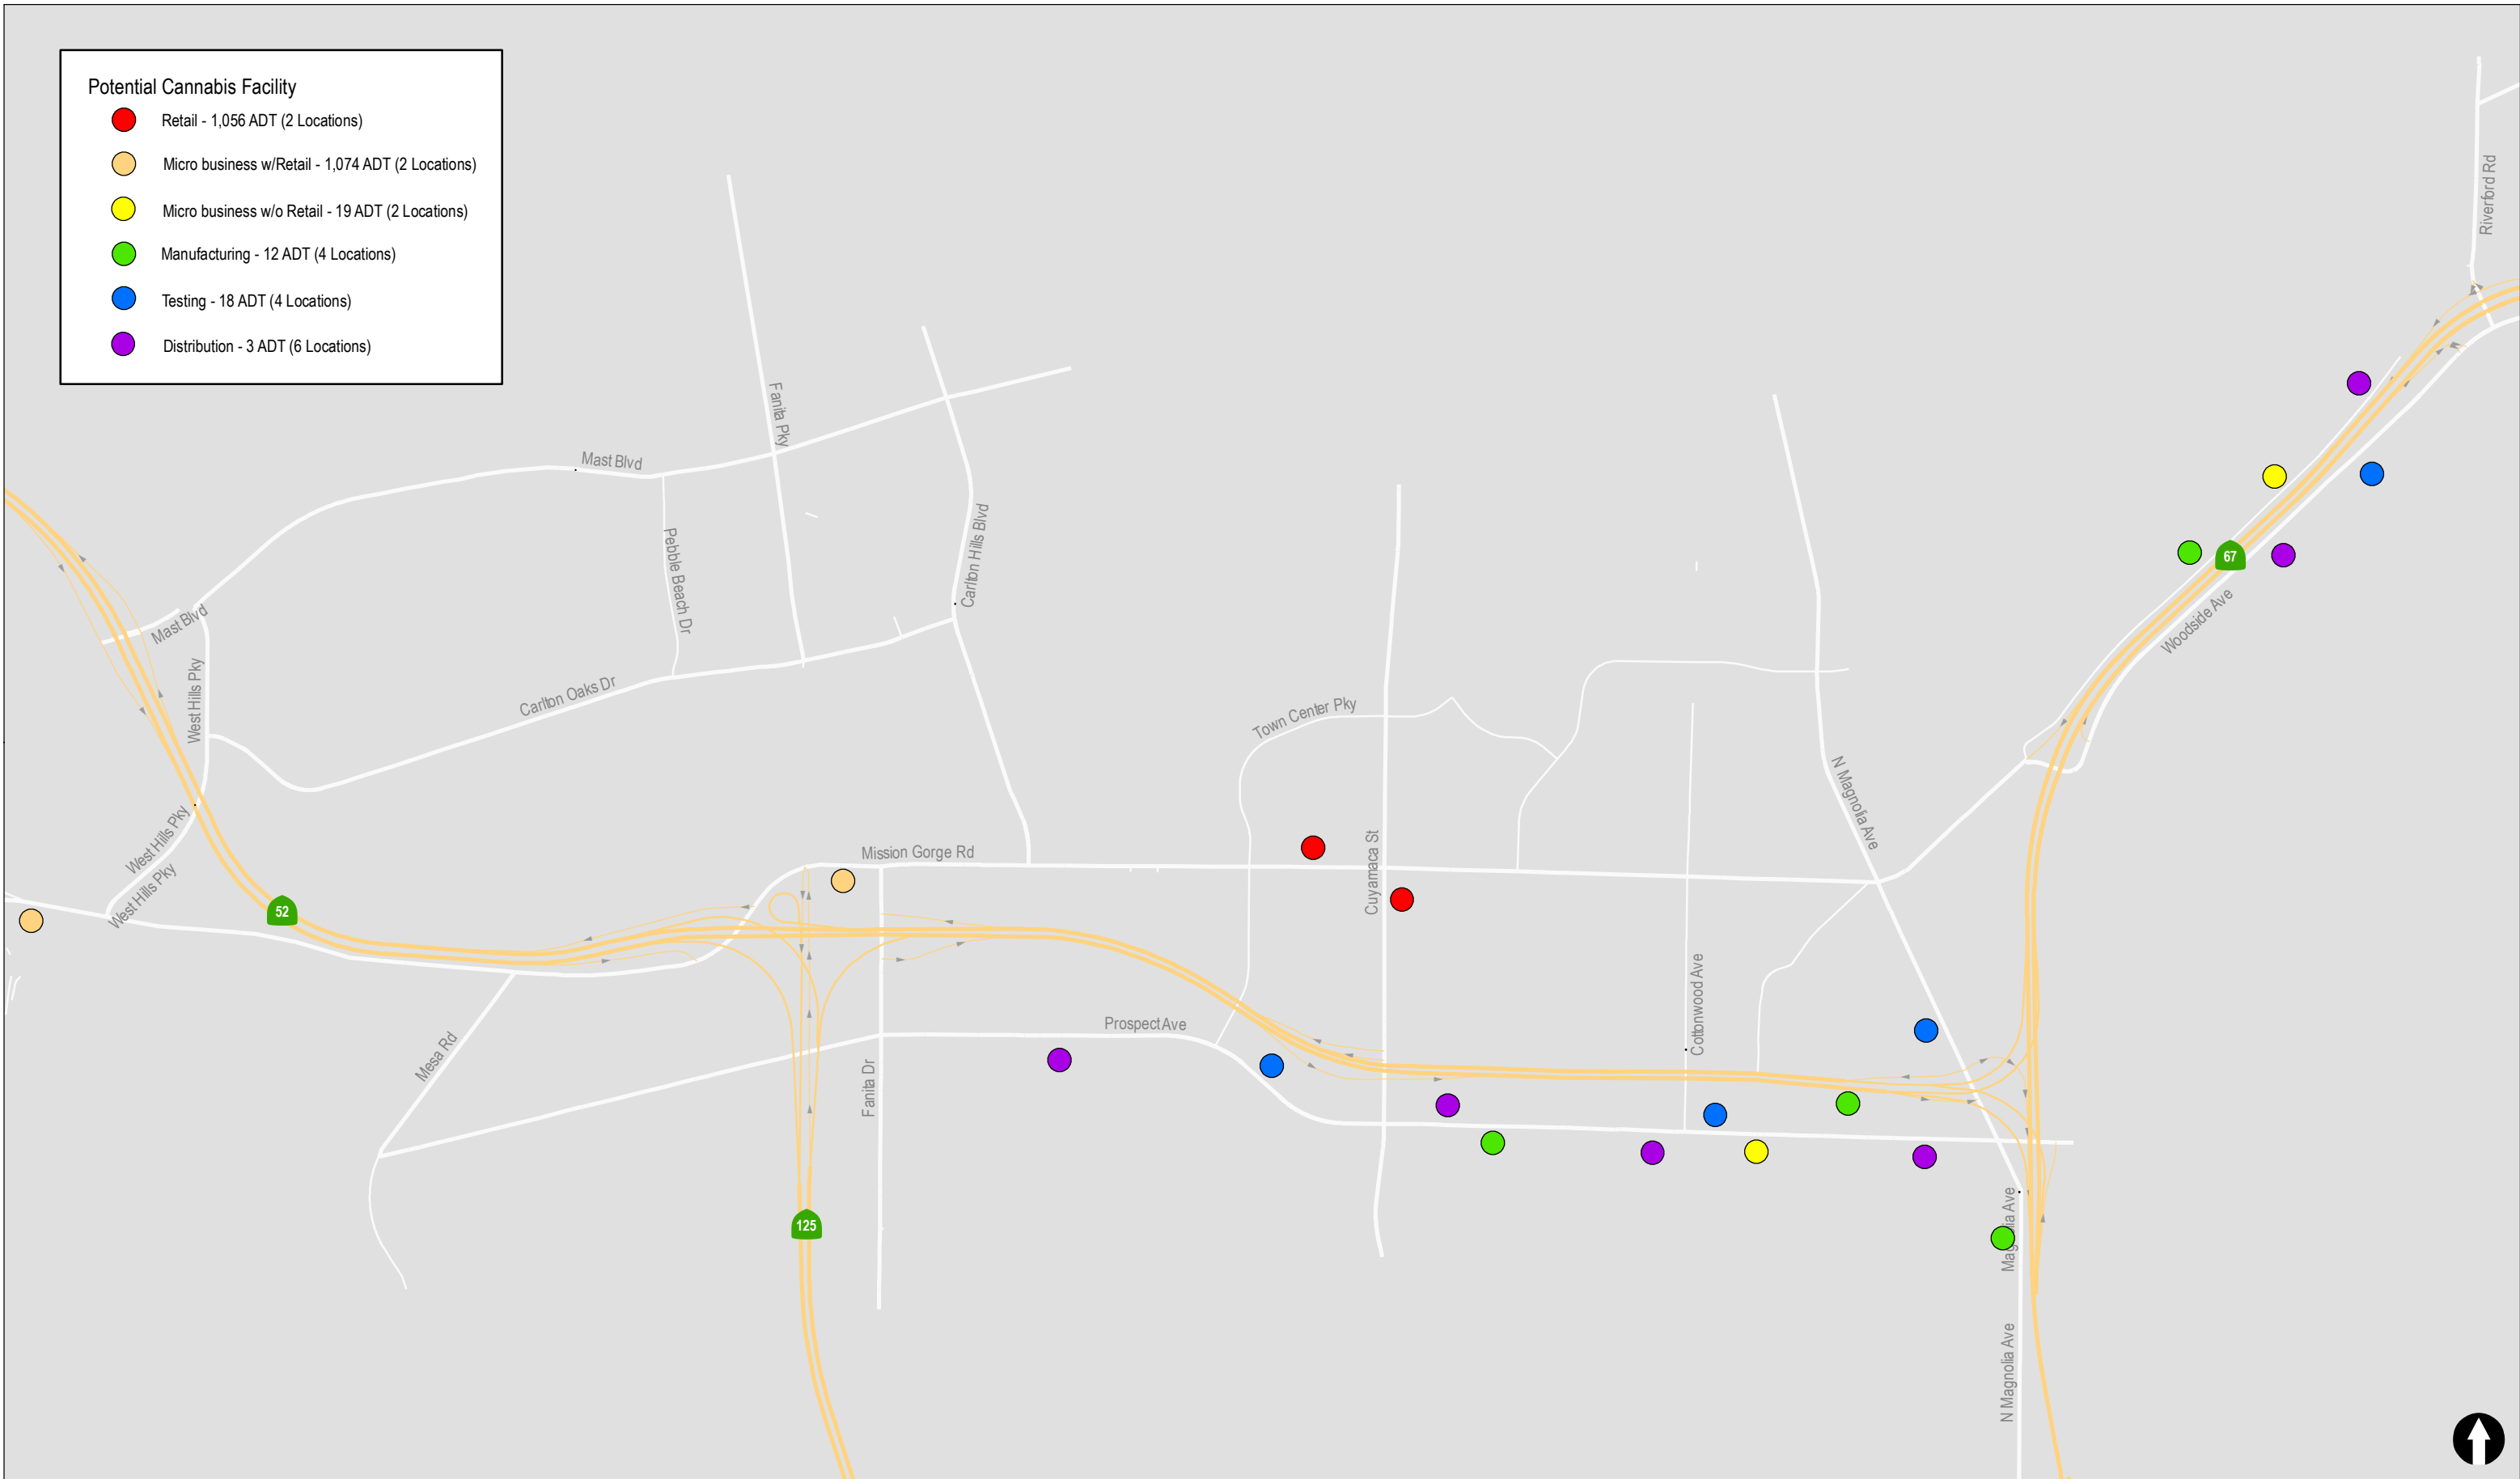 Potential Cannabis Facility
Retail - 1,056 ADT (2 Locations)
Micro business w/Retail - 1,074 ADT (2 Locations)
Micro business w/o Retail - 19 ADT (2 Locations)
Manufacturing - 12 ADT (4 Locations)
Testing - 18 ADT (4 Locations)
Distribution - 3 ADT (6 Locations)
Riverford Rd
Fanita Pky
Mast Blvd
Pebble Beach Dr
Carlton Hills Blvd
67
Mast Blvd
Woodside Ave
West Hills Pky
Carlton Oaks Dr
Town Center Pky
N Magnolia Ave
West Hills Pky
Mission Gorge Rd
Cuyamaca St
West Hills Pky
52
Cottonwood Ave
Prospect Ave
Mesa Rd
Fanita Dr
125
Magnolia Ave
N Magnolia Ave